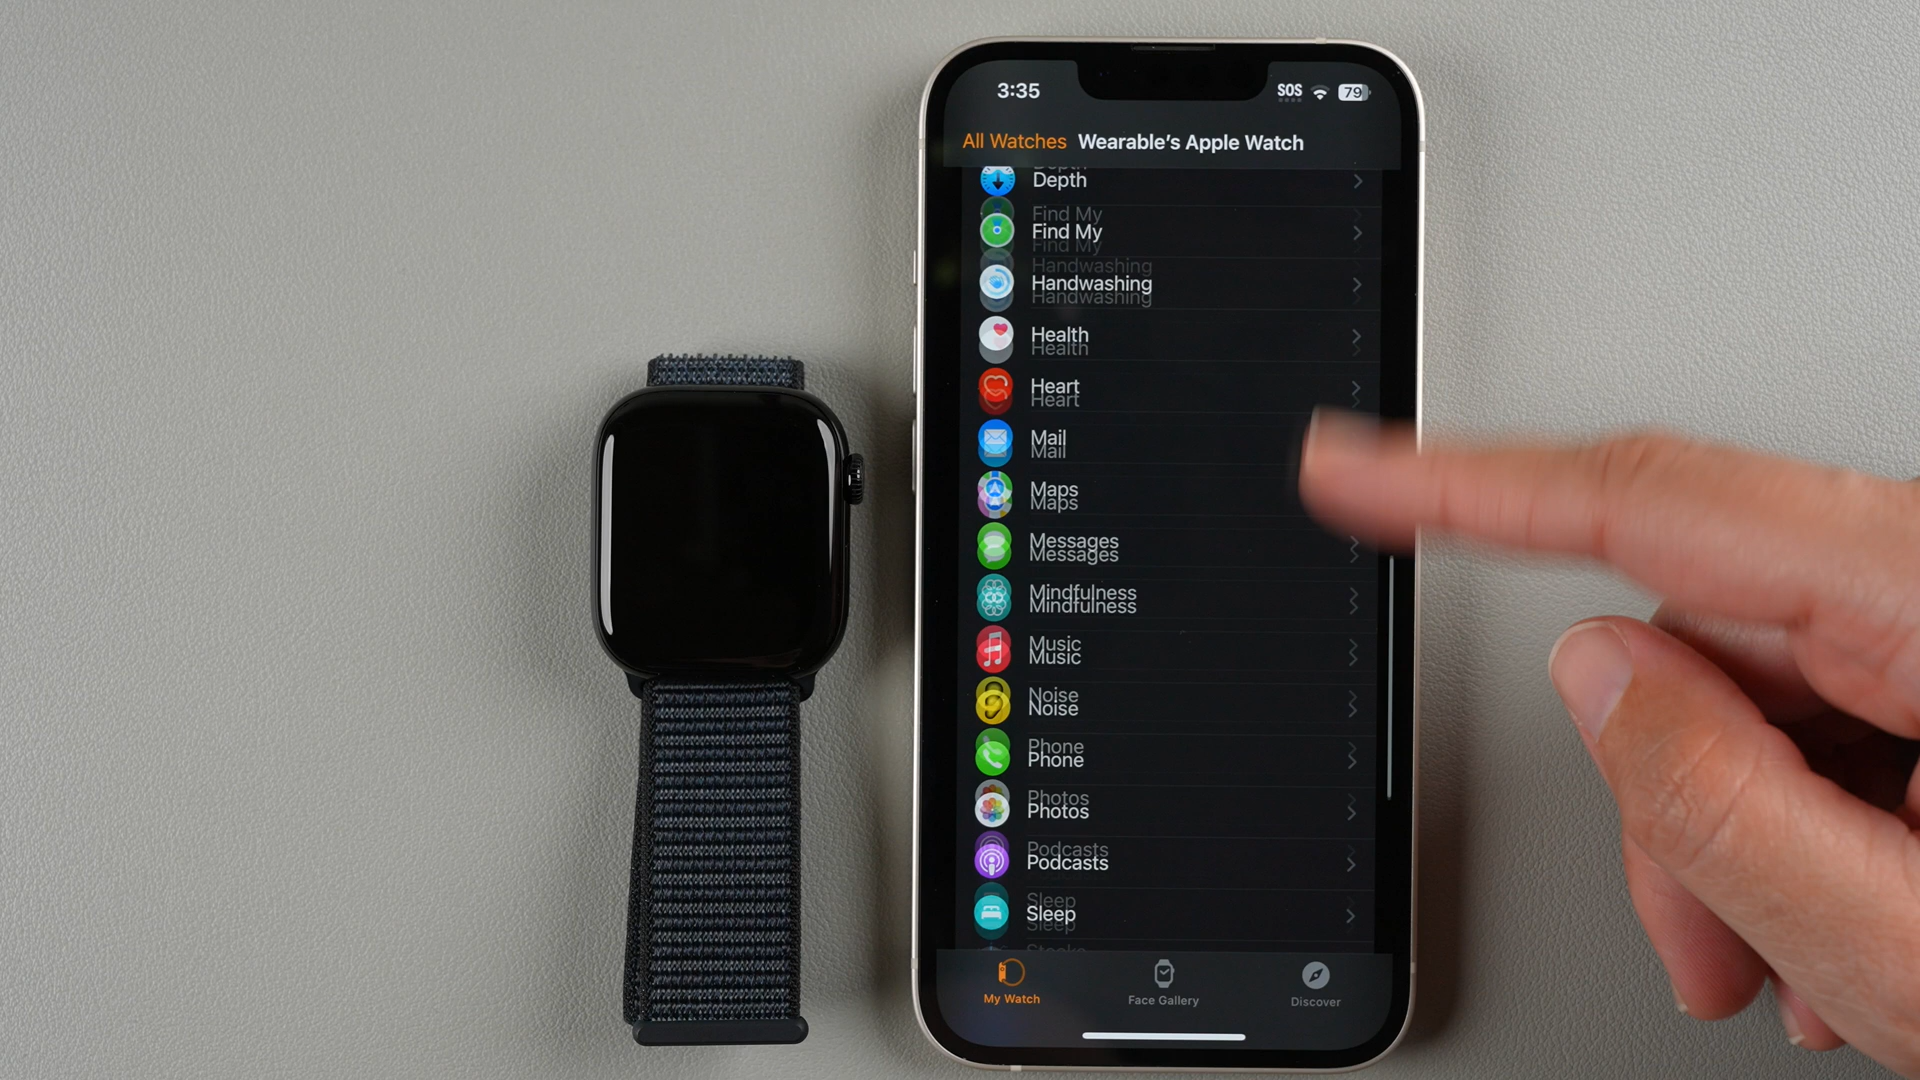 3:35
SOS
79
All Watches
Wearable's Apple Watch
Depth
Find My
Handwashing
Health
Heart
Mail
Maps
Messages
Mindfulness
Music
Noise
Phone
Photos
Podcasts
Sleep
Stocks
My Watch
Face Gallery
Discover